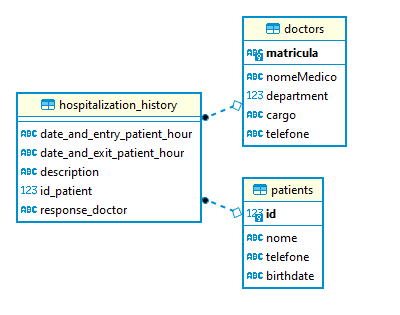 doctors
ABC matricula
ABC nomeMedico
123 department
ABC cargo
ABC telefone
hospitalization_history
ABC date_and_entry_patient_hour
ABC date_and_exit_patient_hour
ABC description
123 id_patient
ABC response_doctor
patients
123 id
ABC nome
ABC telefone
ABC birthdate